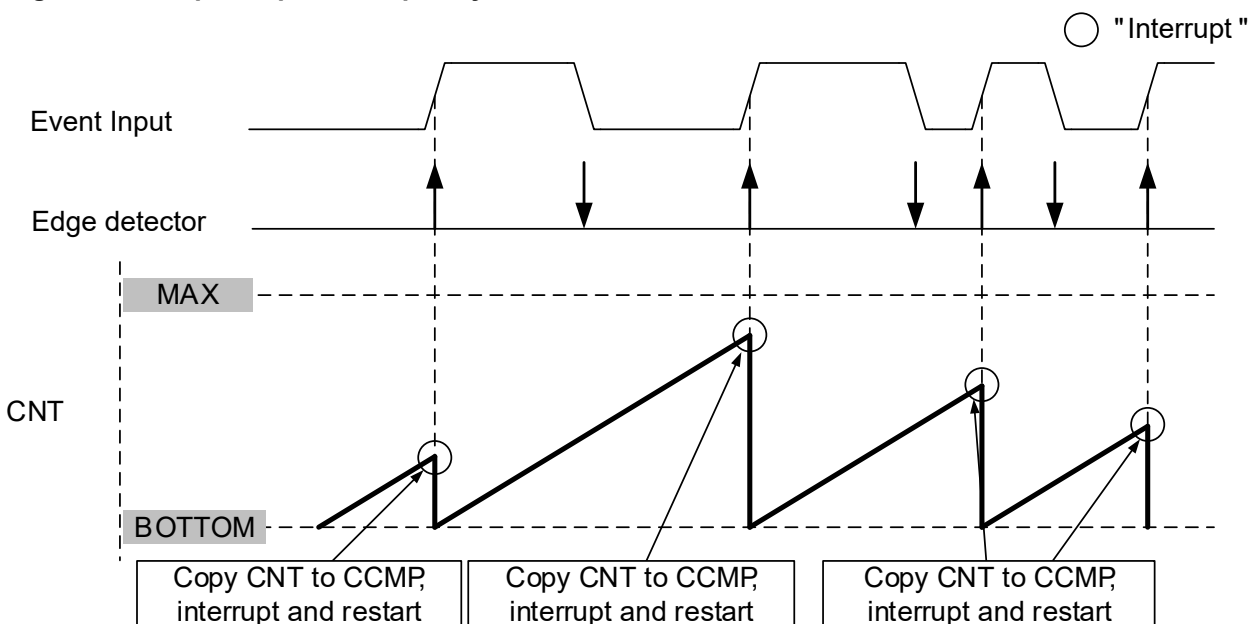 "Interrupt"
Event Input
Edge detector
MAX
CNT
BOTTOM
Copy CNT to CCMP,
interrupt and restart
Copy CNT to CCMP,
interrupt and restart
Copy CNT to CCMP,
interrupt and restart